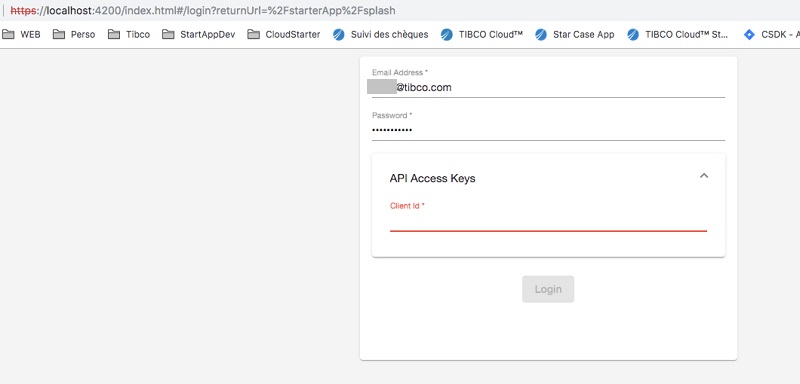 https://localhost:4200/index.html#/login?returnUrl=%2FstarterApp%2Fsplash
WEB Perso Tibco StartAppDev CloudStarter Suivi des chèques TIBCO Cloud™ Star Case App TIBCO Cloud™ St... CSDK - A
Email Address *
@tibco.com
Password *
•••••••••••
API Access Keys
Client Id *
Login